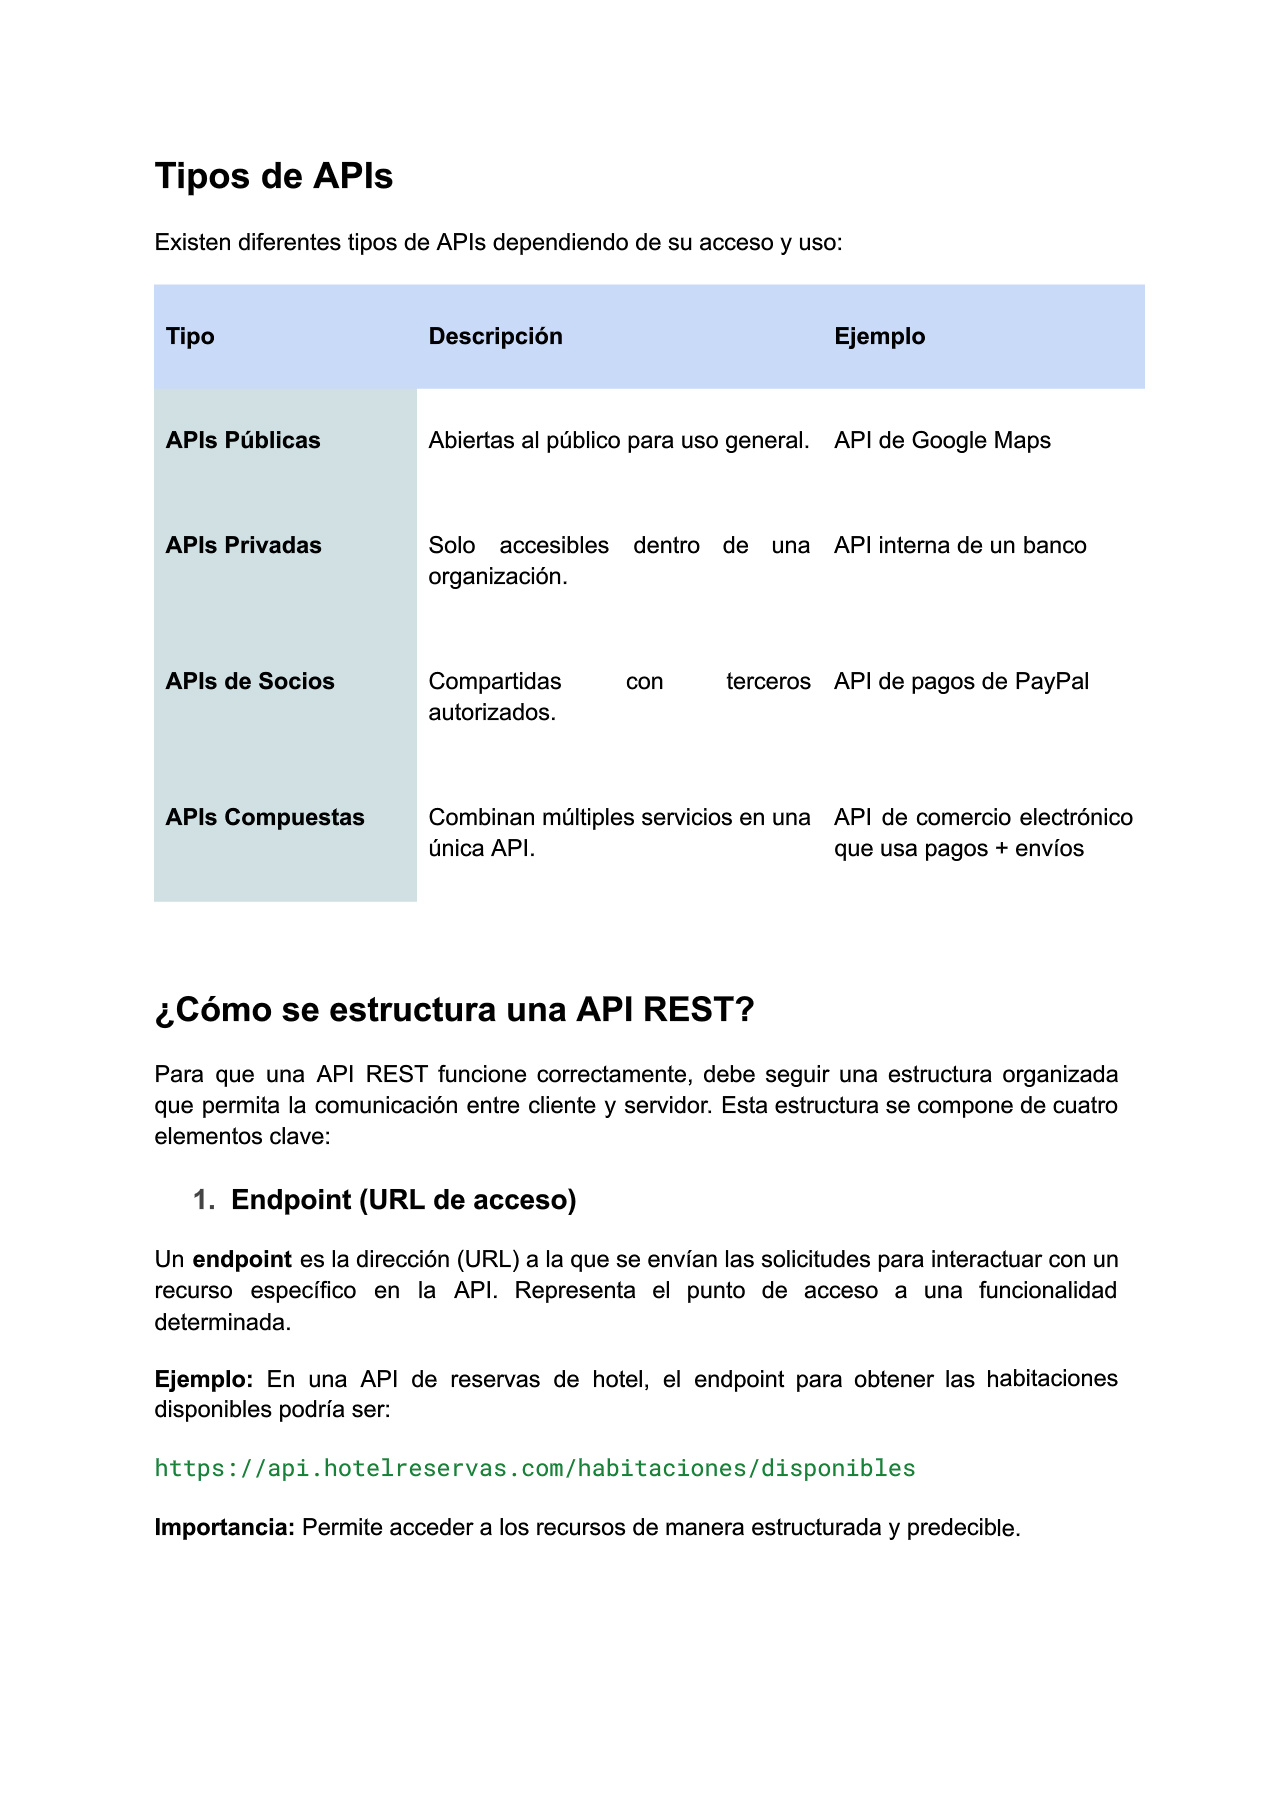 Tipos de APIs
Existen diferentes tipos de APIs dependiendo de su acceso y uso:
Tipo Descripción Ejemplo
APIs Públicas Abiertas al público para uso general. API de Google Maps
APIs Privadas Solo accesibles dentro de una API interna de un banco
organización.
APIs de Socios Compartidas con terceros API de pagos de PayPal
autorizados.
APIs Compuestas Combinan múltiples servicios en una API de comercio electrónico
única API. que usa pagos + envíos
¿Cómo se estructura una API REST?
Para que una API REST funcione correctamente, debe seguir una estructura organizada
que permita la comunicación entre cliente y servidor. Esta estructura se compone de cuatro
elementos clave:
1. Endpoint (URL de acceso)
Un endpoint es la dirección (URL) a la que se envían las solicitudes para interactuar con un
recurso específico en la API. Representa el punto de acceso a una funcionalidad
determinada.
Ejemplo: En una API de reservas de hotel, el endpoint para obtener las habitaciones
disponibles podría ser:
https://api.hotelreservas.com/habitaciones/disponibles
Importancia: Permite acceder a los recursos de manera estructurada y predecible.